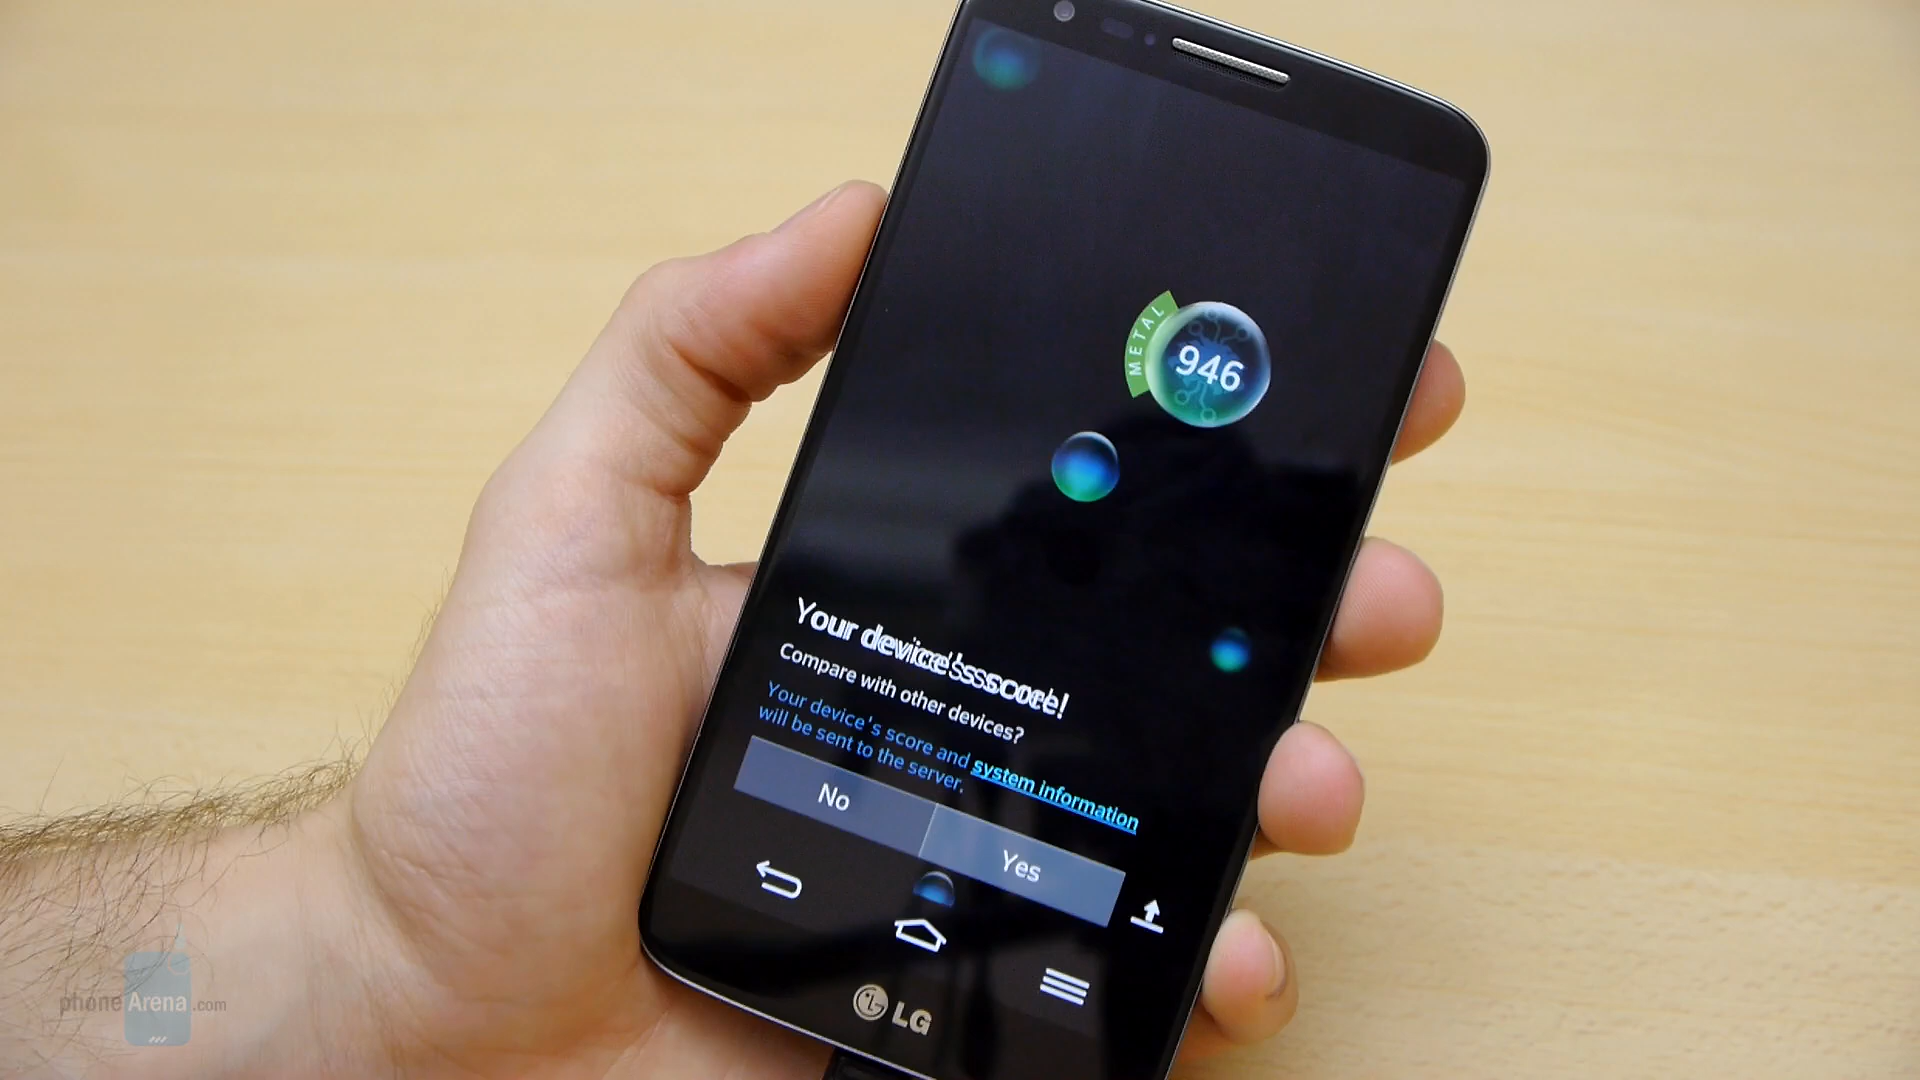 METAL
946
Your device's score!
Compare with other devices?
Your device's score and system information
will be sent to the server.
No
Yes
LG
phoneArena.com